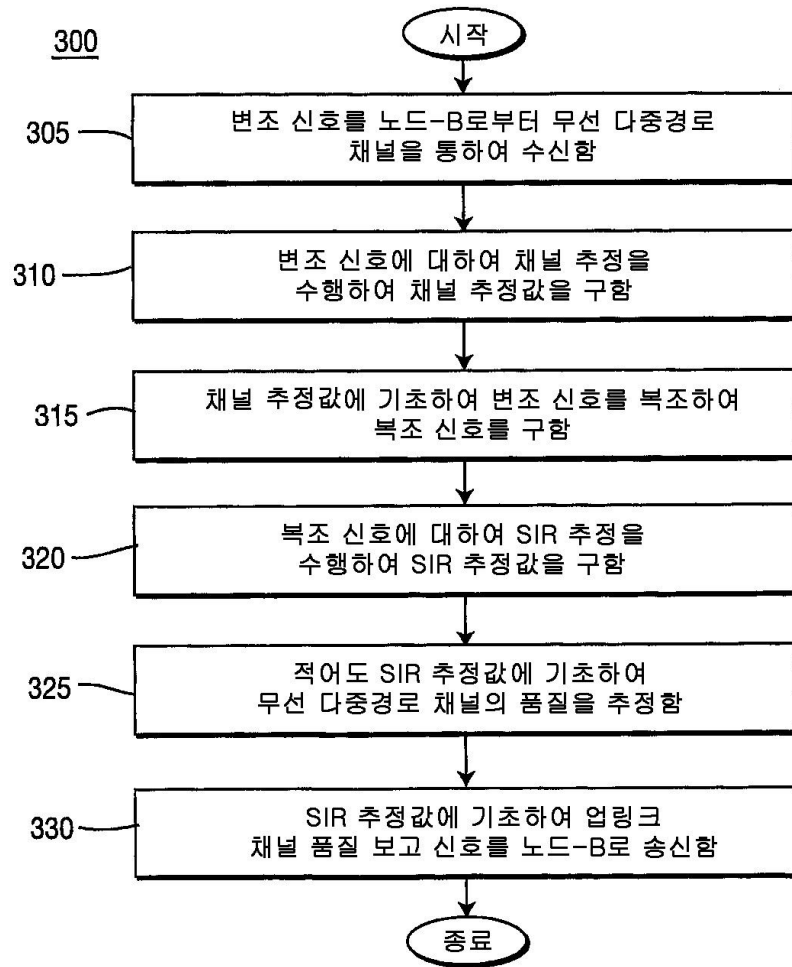 300
시작
305
변조 신호를 노드-B로부터 무선 다중경로
채널을 통하여 수신함
310
변조 신호에 대하여 채널 추정을
수행하여 채널 추정값을 구함
315
채널 추정값에 기초하여 변조 신호를 복조하여
복조 신호를 구함
320
복조 신호에 대하여 SIR 추정을
수행하여 SIR 추정값을 구함
325
적어도 SIR 추정값에 기초하여
무선 다중경로 채널의 품질을 추정함
330
SIR 추정값에 기초하여 업링크
채널 품질 보고 신호를 노드-B로 송신함
종료